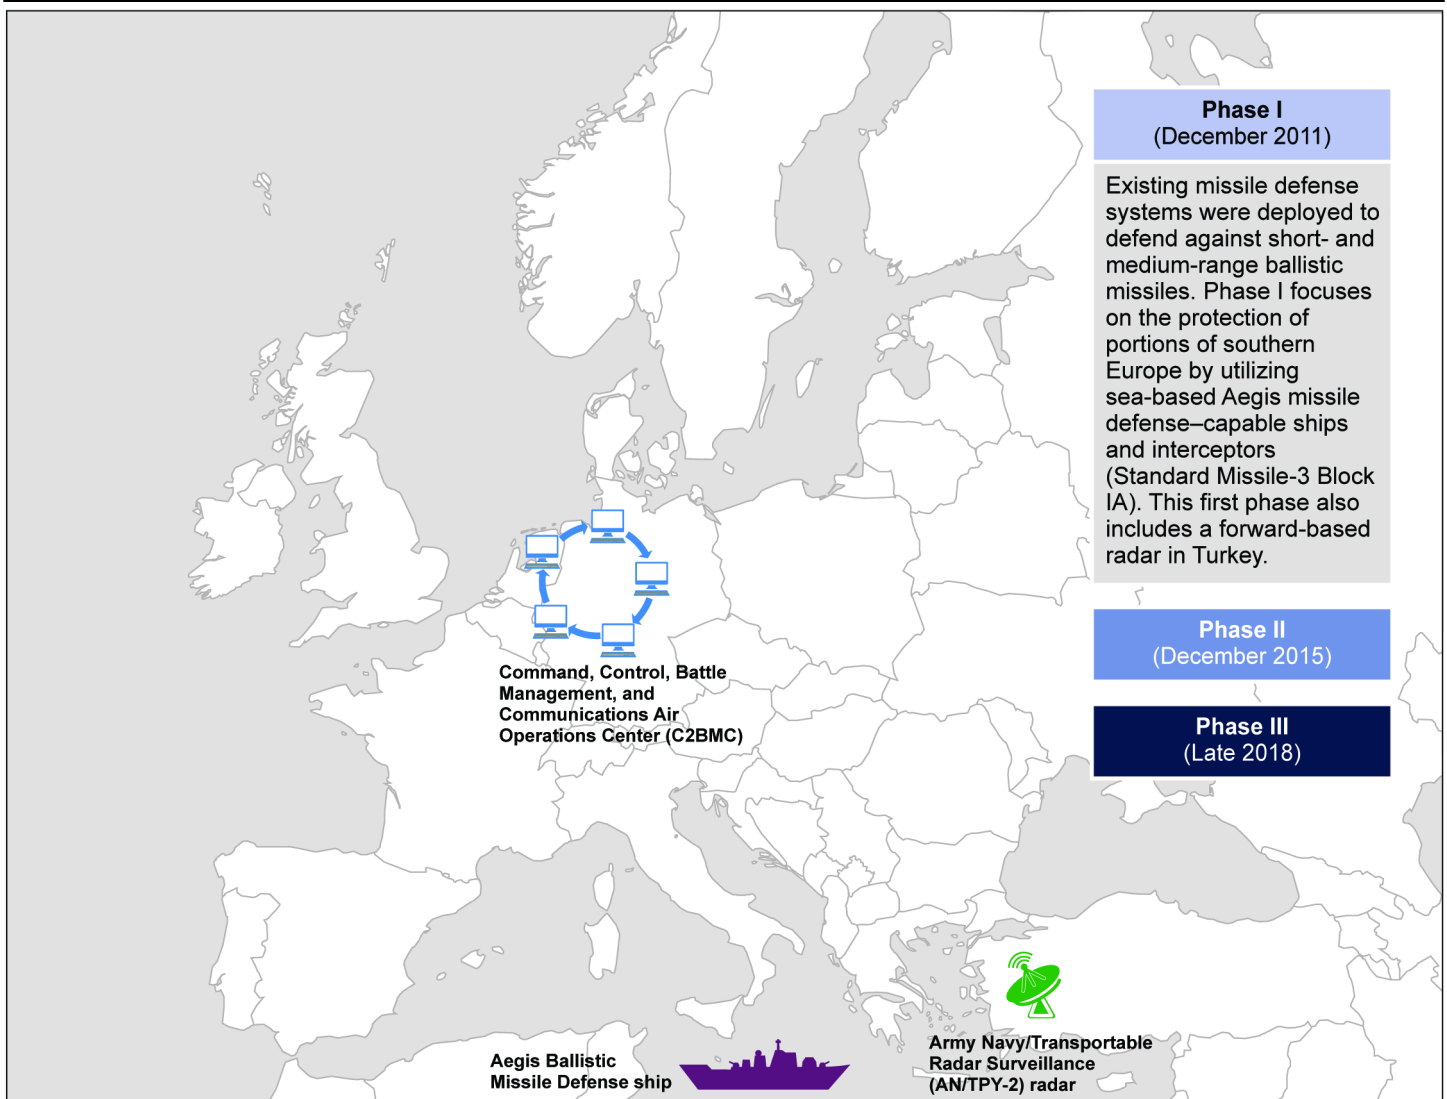 Phase I
(December 2011)
Existing missile defense
systems were deployed to
defend against short- and
medium-range ballistic
missiles. Phase I focuses
on the protection of
portions of southern
Europe by utilizing
sea-based Aegis missile
defense–capable ships
and interceptors
(Standard Missile-3 Block
IA). This first phase also
includes a forward-based
radar in Turkey.
Phase II
(December 2015)
Phase III
(Late 2018)
Command, Control, Battle
Management, and
Communications Air
Operations Center (C2BMC)
Aegis Ballistic
Missile Defense ship
Army Navy/Transportable
Radar Surveillance
(AN/TPY-2) radar